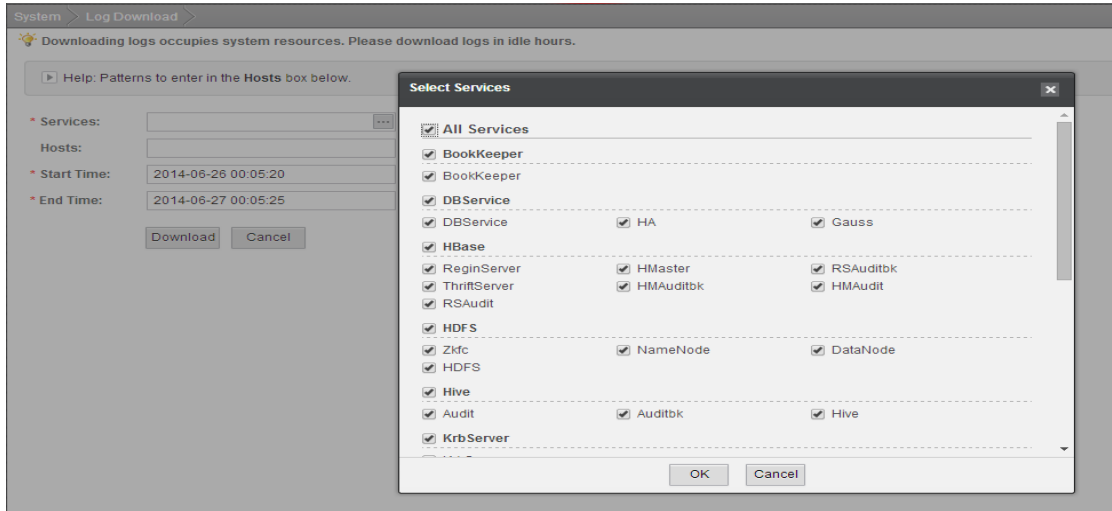 System > Log Download >
Downloading logs occupies system resources. Please download logs in idle hours.
Help: Patterns to enter in the Hosts box below.
* Services: ...
Hosts:
* Start Time: 2014-06-26 00:05:20
* End Time: 2014-06-27 00:05:25
Download Cancel
Select Services
All Services
BookKeeper
BookKeeper
DBService
DBService HA Gauss
HBase
ReginServer HMaster RSAuditbk
ThriftServer HMAuditbk HMAudit
RSAudit
HDFS
Zkfc NameNode DataNode
HDFS
Hive
Audit Auditbk Hive
KrbServer
OK Cancel